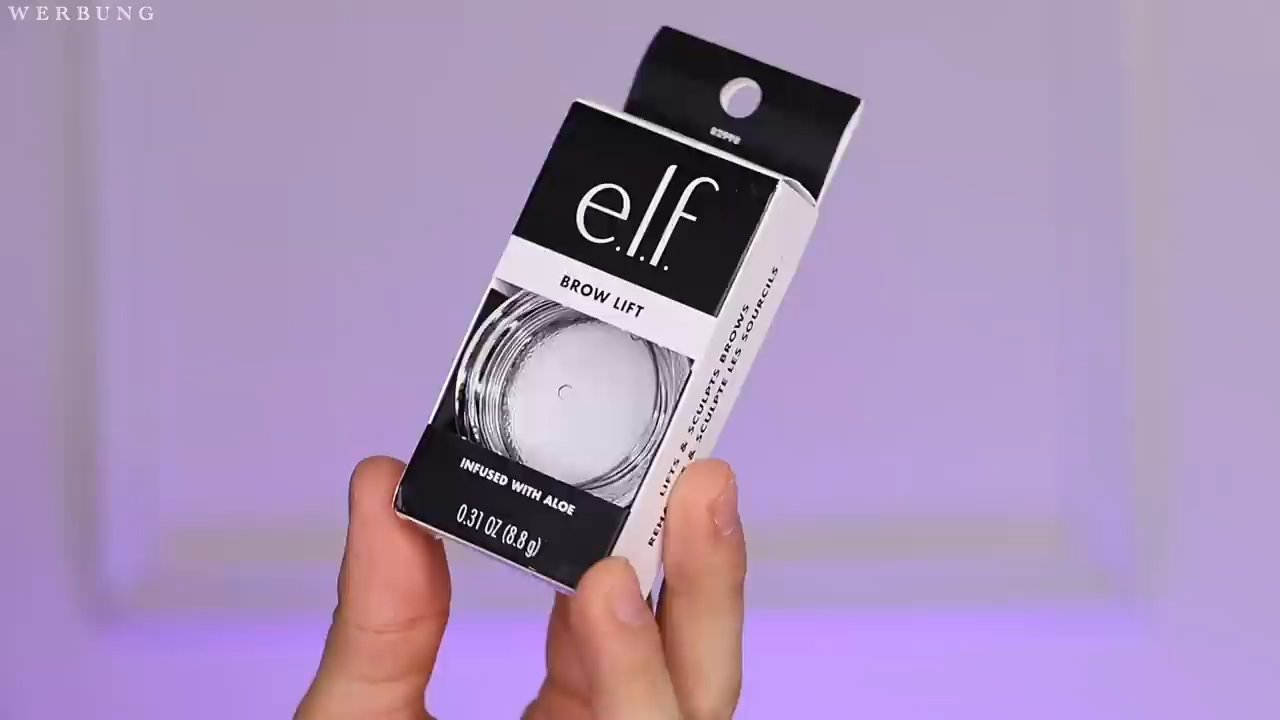 WERBUNG
e.l.f.
BROW LIFT
INFUSED WITH ALOE
0.31 OZ (8.8 g)
LIFTS & SCULPTS BROWS
& SCULPTE LES SOURCILS